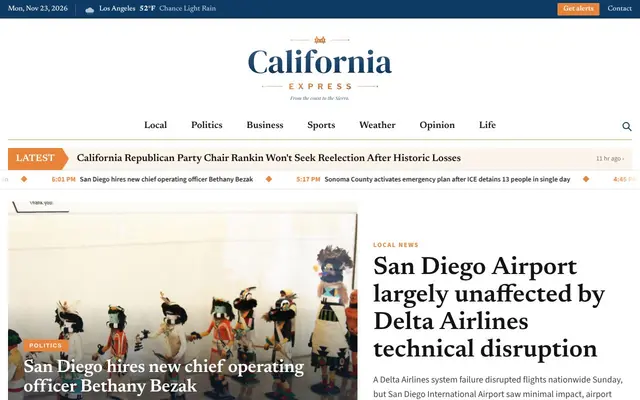 Mon, Nov 23, 2026
Los Angeles 52°F Chance Light Rain
Get alerts
Contact
California
EXPRESS
From the coast to the Sierra.
Local
Politics
Business
Sports
Weather
Opinion
Life
LATEST
California Republican Party Chair Rankin Won't Seek Reelection After Historic Losses
11 hr ago
6:01 PM San Diego hires new chief operating officer Bethany Bezak
5:17 PM Sonoma County activates emergency plan after ICE detains 13 people in single day
Thank you.
POLITICS
San Diego hires new chief operating
officer Bethany Bezak
LOCAL NEWS
San Diego Airport
largely unaffected by
Delta Airlines
technical disruption
A Delta Airlines system failure disrupted flights nationwide Sunday,
but San Diego International Airport saw minimal impact, airport